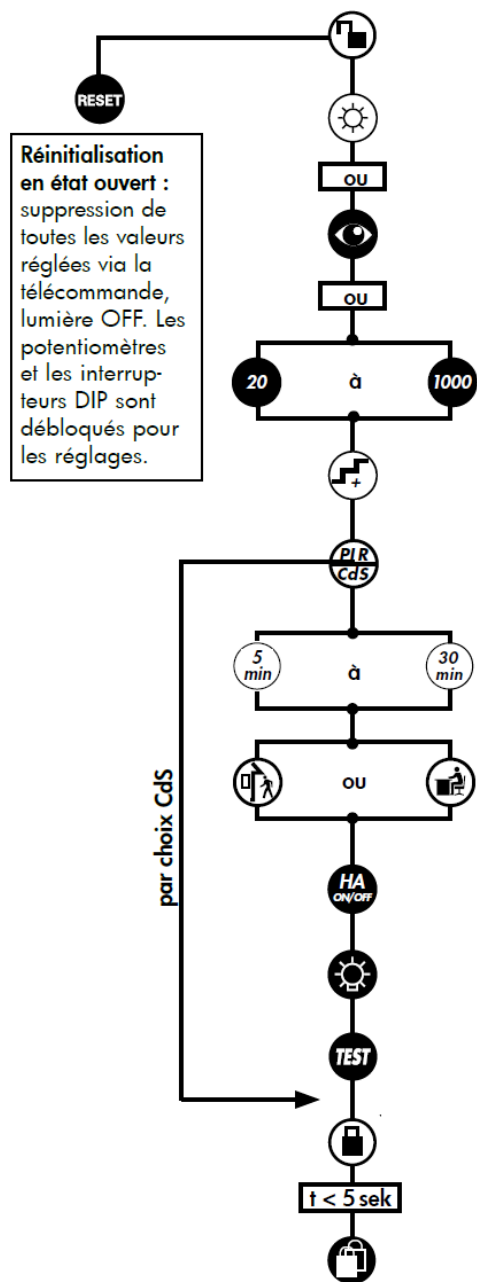 RESET
Réinitialisation
en état ouvert :
suppression de
toutes les valeurs
réglées via la
télécommande,
lumière OFF. Les
potentiomètres
et les interrup-
teurs DIP sont
débloqués pour
les réglages.
OU
OU
20 à 1000
+
PIR
CdS
5
min
à
30
min
OU
par choix CdS
HA
ON/OFF
TEST
t < 5 sek